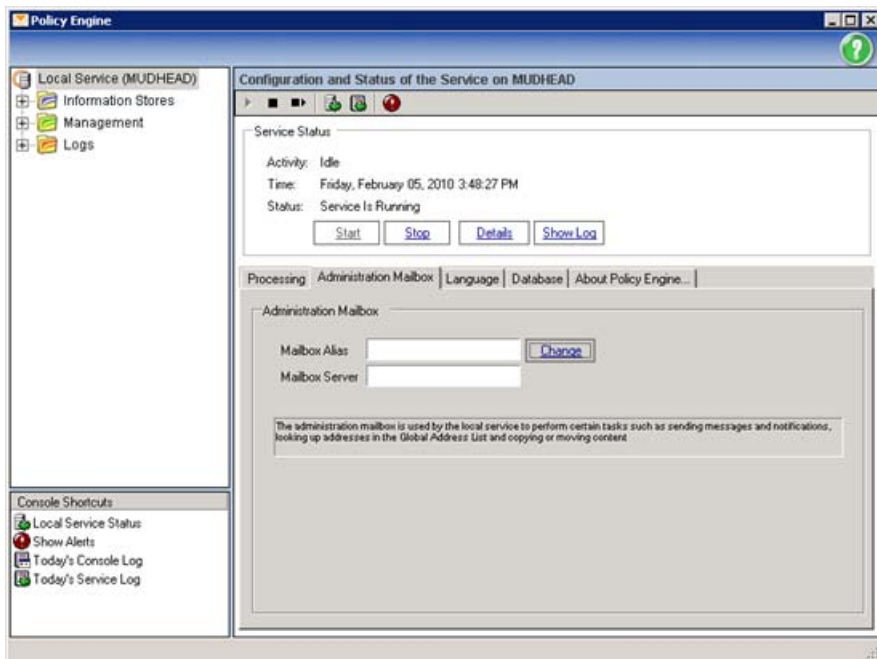 Policy Engine
Local Service (MUDHEAD)
Information Stores
Management
Logs
Configuration and Status of the Service on MUDHEAD
Service Status
Activity: Idle
Time: Friday, February 05, 2010 3:48:27 PM
Status: Service Is Running
Start Stop Details Show Log
Processing Administration Mailbox Language Database About Policy Engine...
Administration Mailbox
Mailbox Alias Change
Mailbox Server
The administration mailbox is used by the local service to perform certain tasks such as sending messages and notifications,
looking up addresses in the Global Address List and copying or moving content
Console Shortcuts
Local Service Status
Show Alerts
Today's Console Log
Today's Service Log